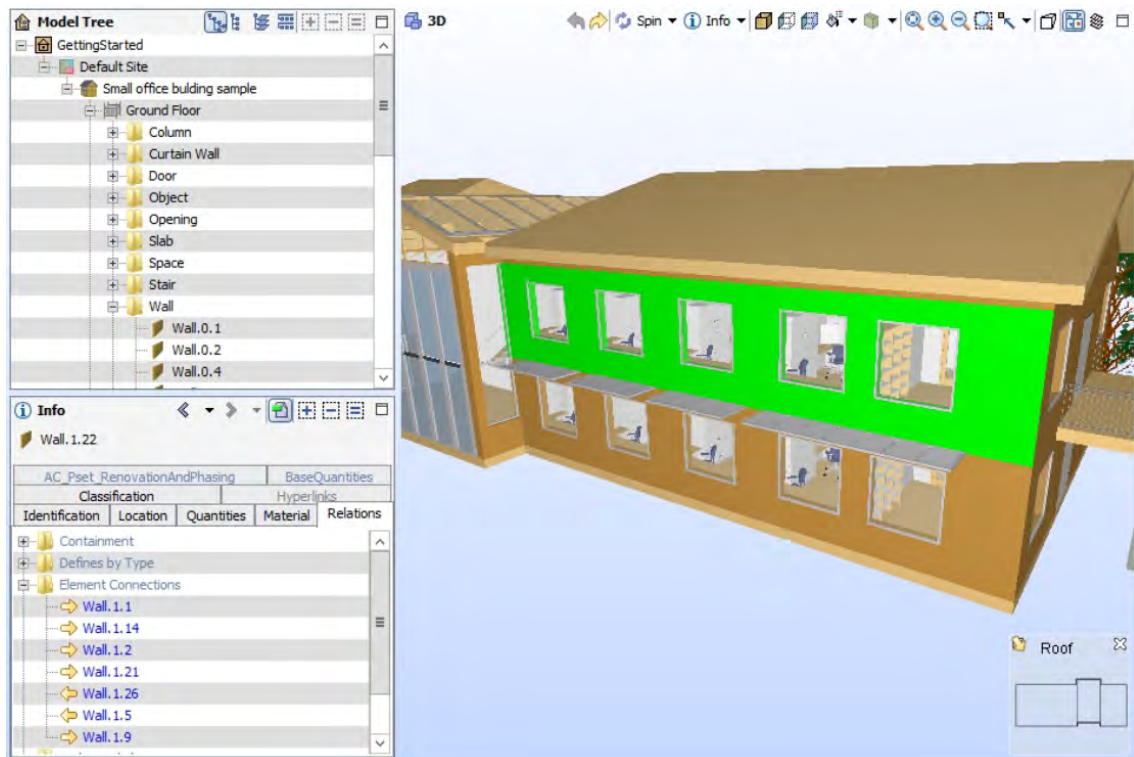 Model Tree
GettingStarted
Default Site
Small office bulding sample
Ground Floor
Column
Curtain Wall
Door
Object
Opening
Slab
Space
Stair
Wall
Wall.0.1
Wall.0.2
Wall.0.4
Info
Wall.1.22
AC_Pset_RenovationAndPhasing BaseQuantities
Classification Hyperlinks
Identification Location Quantities Material Relations
Containment
Defines by Type
Element Connections
Wall.1.1
Wall.1.14
Wall.1.2
Wall.1.21
Wall.1.26
Wall.1.5
Wall.1.9
3D Spin Info
Roof